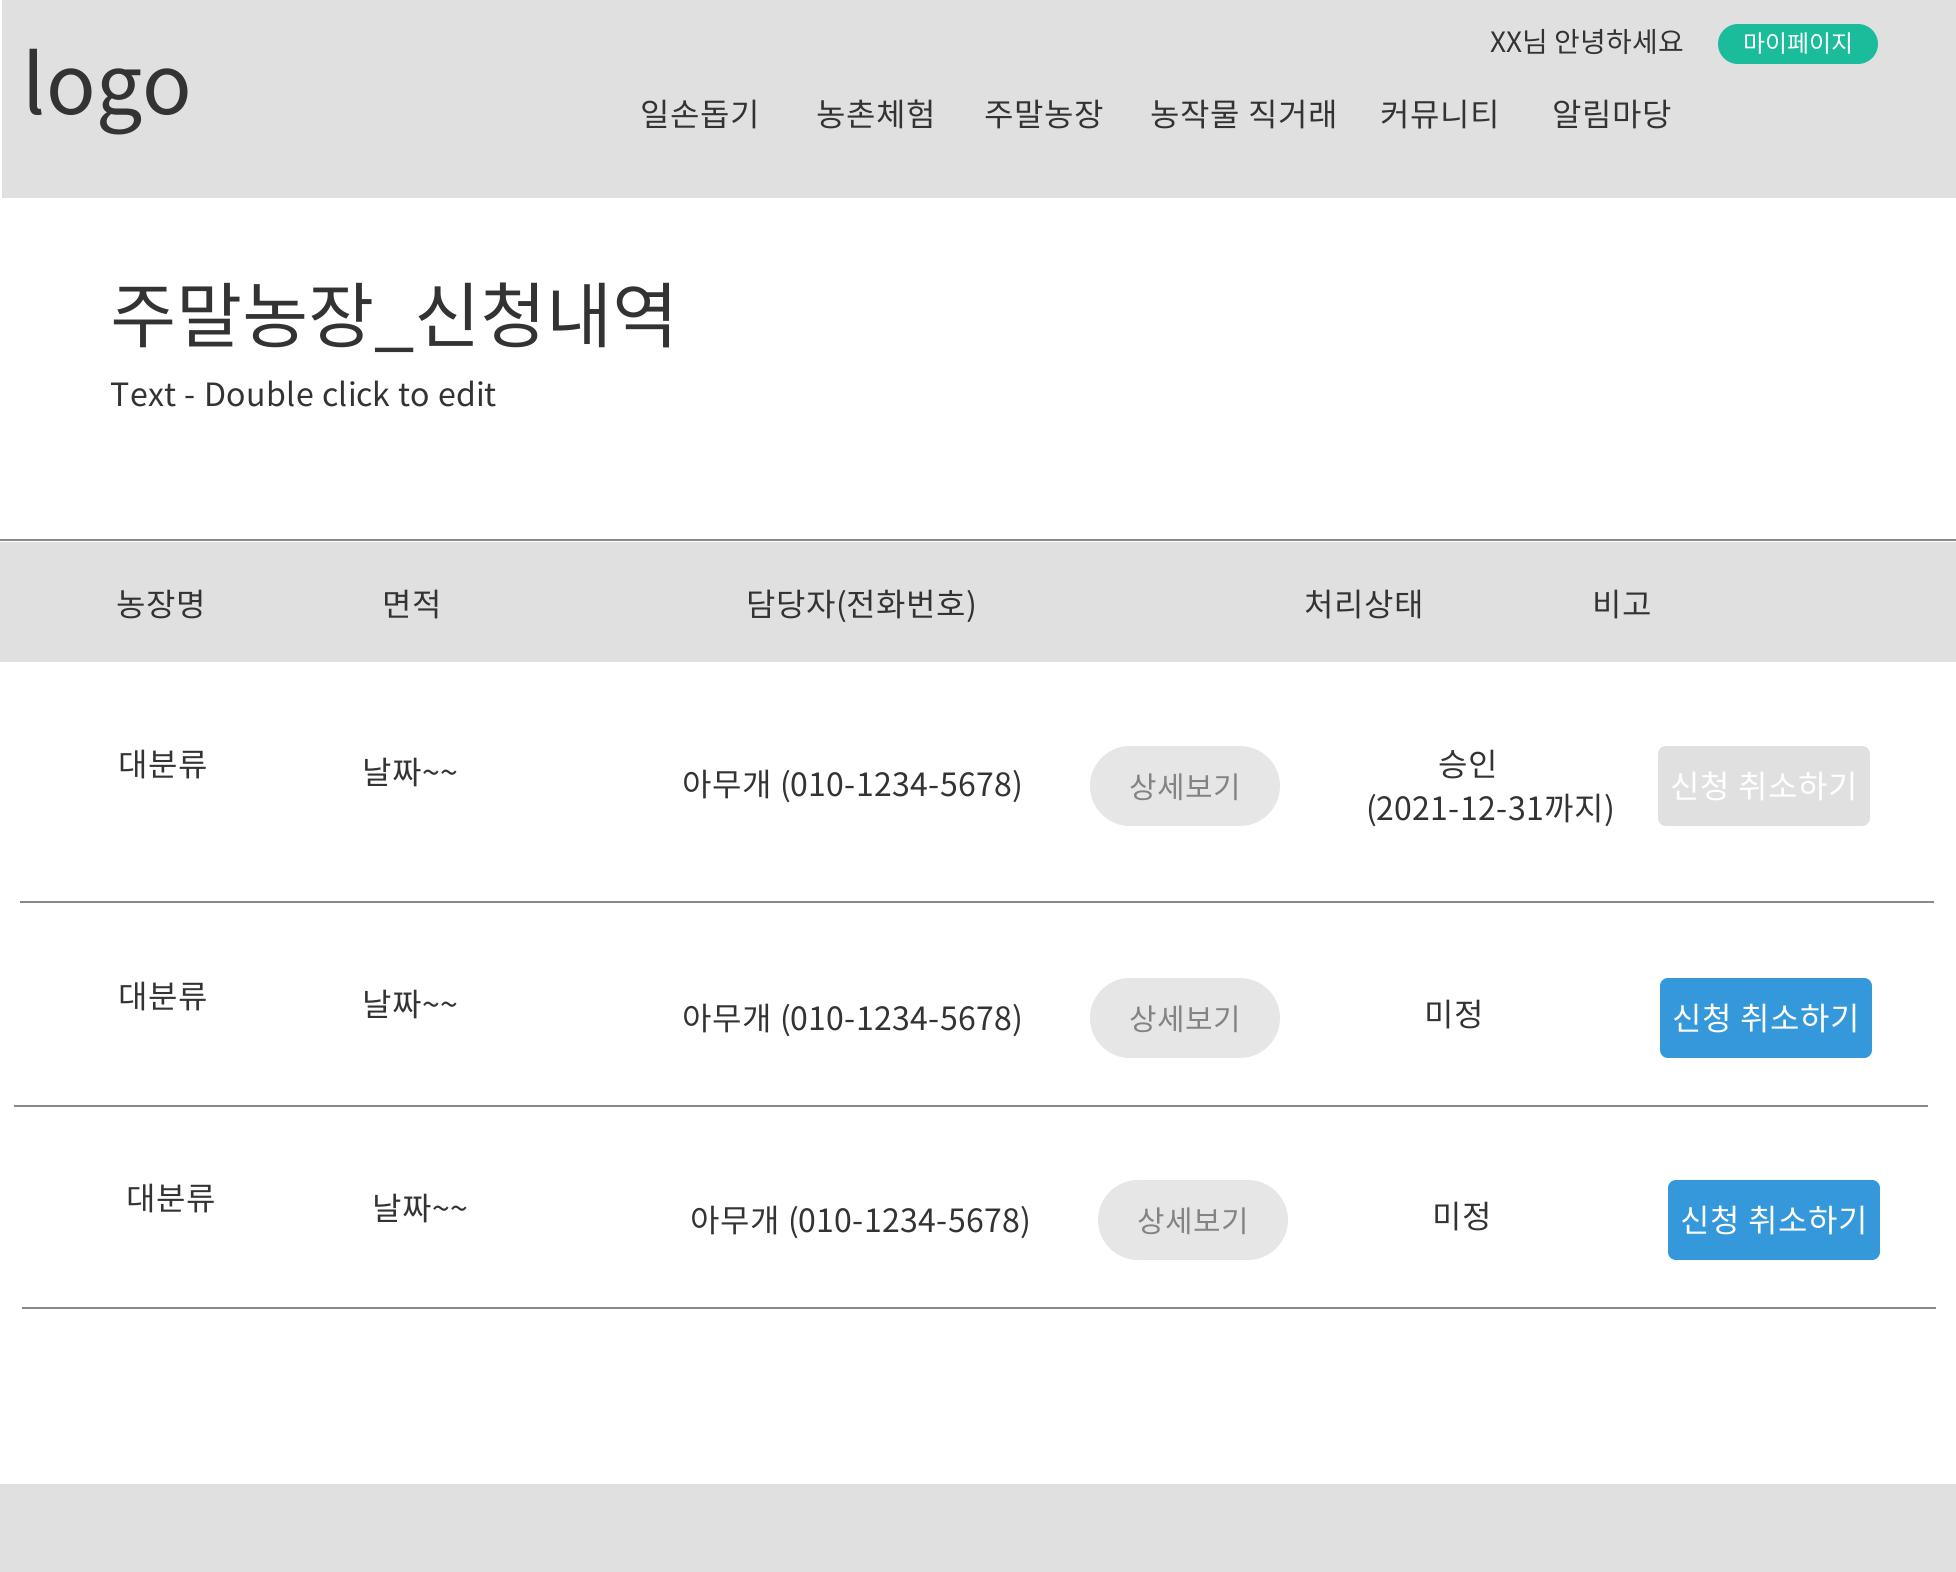 logo
XX님 안녕하세요 마이페이지
일손돕기 농촌체험 주말농장 농작물 직거래 커뮤니티 알림마당
주말농장_신청내역
Text - Double click to edit
농장명 면적 담당자(전화번호) 처리상태 비고
대분류 날짜~~ 아무개 (010-1234-5678) 상세보기 승인 신청 취소하기
(2021-12-31까지)
대분류 날짜~~ 아무개 (010-1234-5678) 상세보기 미정 신청 취소하기
대분류 날짜~~ 아무개 (010-1234-5678) 상세보기 미정 신청 취소하기